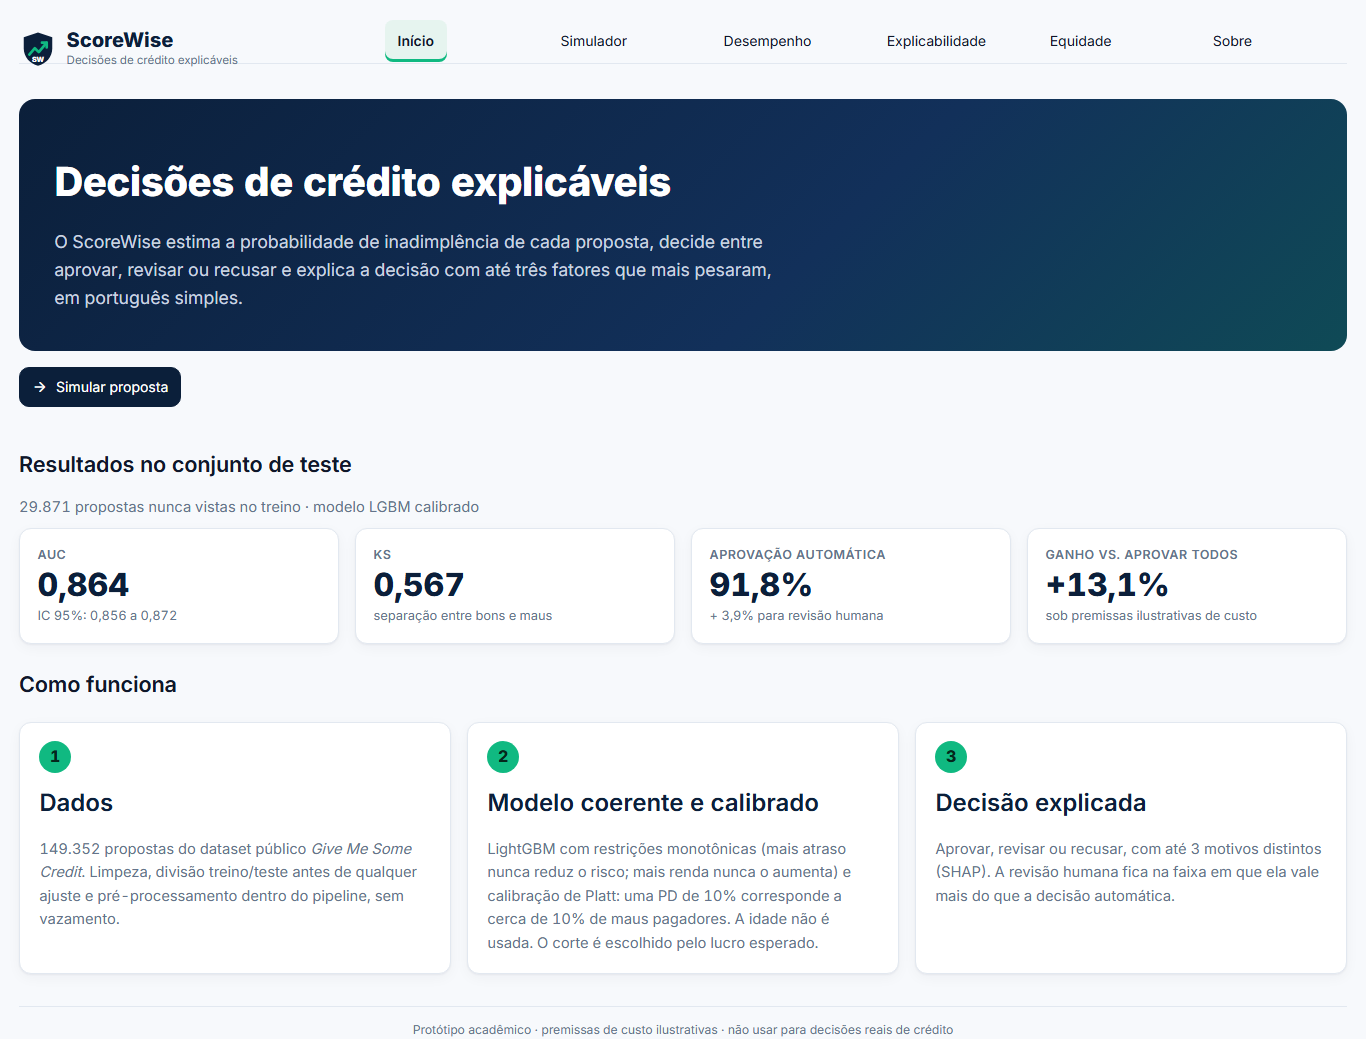 SW
ScoreWise
Decisões de crédito explicáveis
Início
Simulador
Desempenho
Explicabilidade
Equidade
Sobre
Decisões de crédito explicáveis
O ScoreWise estima a probabilidade de inadimplência de cada proposta, decide entre
aprovar, revisar ou recusar e explica a decisão com até três fatores que mais pesaram,
em português simples.
→ Simular proposta
Resultados no conjunto de teste
29.871 propostas nunca vistas no treino · modelo LGBM calibrado
AUC
0,864
IC 95%: 0,856 a 0,872
KS
0,567
separação entre bons e maus
APROVAÇÃO AUTOMÁTICA
91,8%
+ 3,9% para revisão humana
GANHO VS. APROVAR TODOS
+13,1%
sob premissas ilustrativas de custo
Como funciona
1
Dados
149.352 propostas do dataset público Give Me Some
Credit. Limpeza, divisão treino/teste antes de qualquer
ajuste e pré-processamento dentro do pipeline, sem
vazamento.
2
Modelo coerente e calibrado
LightGBM com restrições monotônicas (mais atraso
nunca reduz o risco; mais renda nunca o aumenta) e
calibração de Platt: uma PD de 10% corresponde a
cerca de 10% de maus pagadores. A idade não é
usada. O corte é escolhido pelo lucro esperado.
3
Decisão explicada
Aprovar, revisar ou recusar, com até 3 motivos distintos
(SHAP). A revisão humana fica na faixa em que ela vale
mais do que a decisão automática.
Protótipo acadêmico · premissas de custo ilustrativas · não usar para decisões reais de crédito